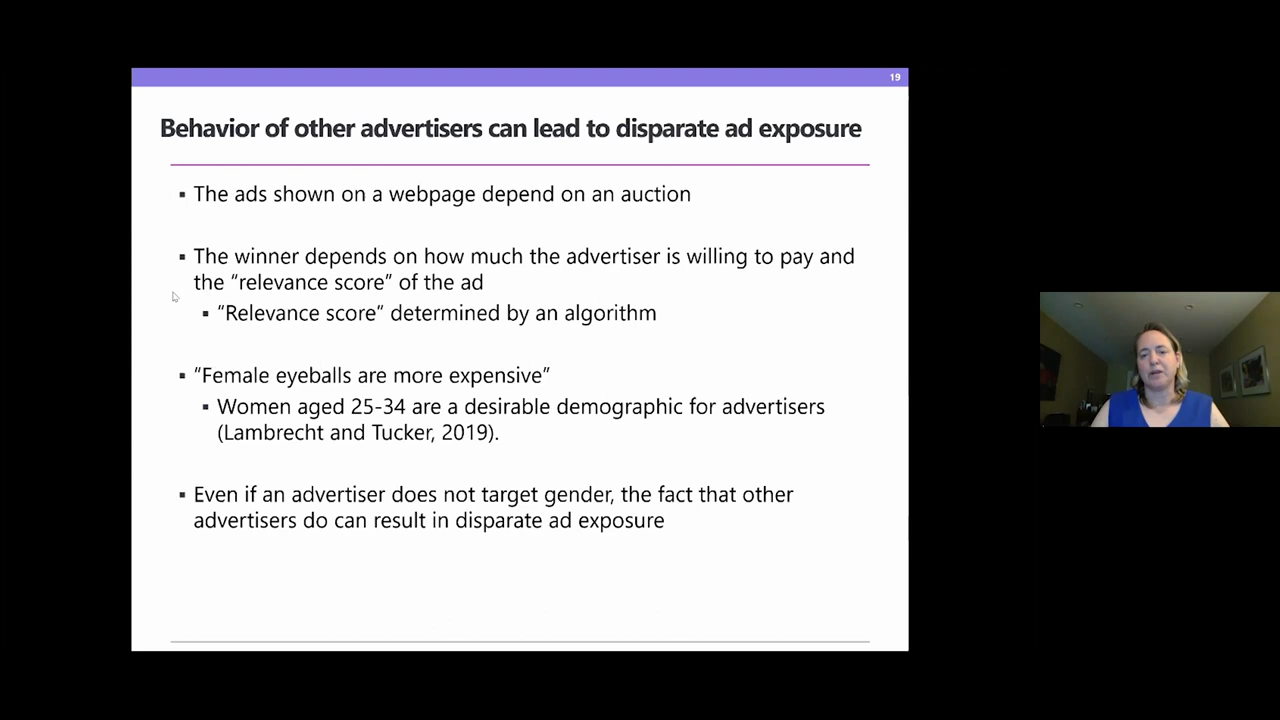 19
Behavior of other advertisers can lead to disparate ad exposure
▪ The ads shown on a webpage depend on an auction
▪ The winner depends on how much the advertiser is willing to pay and
the “relevance score” of the ad
▪ “Relevance score“ determined by an algorithm
▪ “Female eyeballs are more expensive”
▪ Women aged 25-34 are a desirable demographic for advertisers
(Lambrecht and Tucker, 2019).
▪ Even if an advertiser does not target gender, the fact that other
advertisers do can result in disparate ad exposure